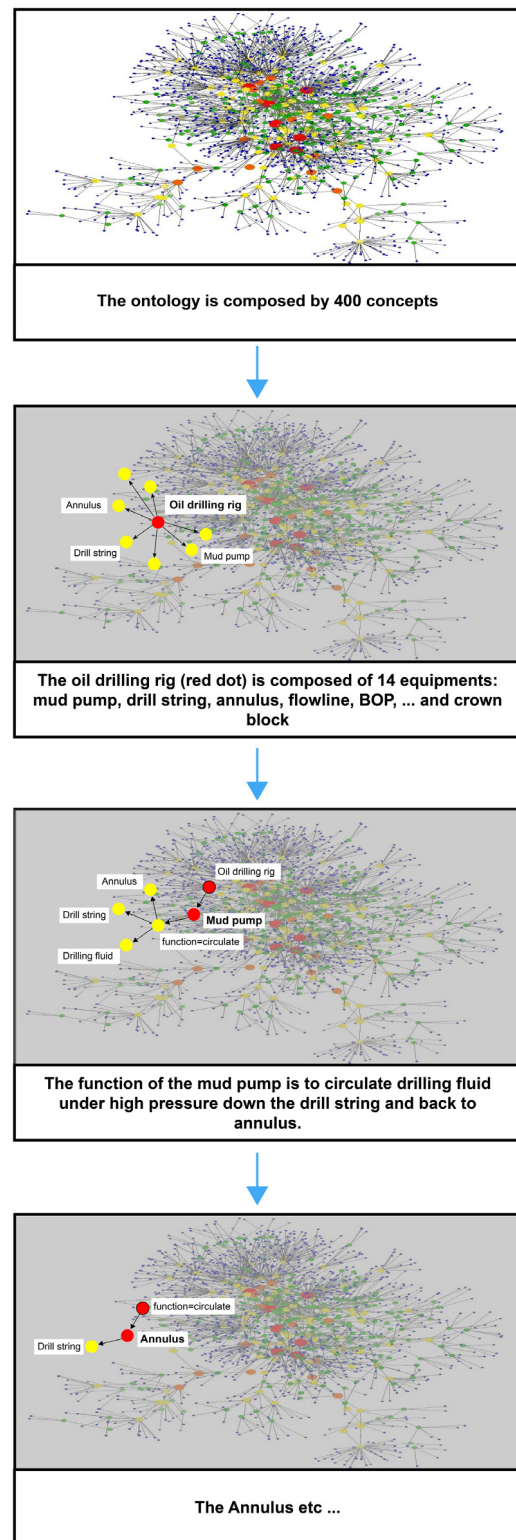 The ontology is composed by 400 concepts
Oil drilling rig
Annulus
Drill string
Mud pump
The oil drilling rig (red dot) is composed of 14 equipments:
mud pump, drill string, annulus, flowline, BOP, ... and crown
block
Oil drilling rig
Annulus
Drill string
Mud pump
function=circulate
Drilling fluid
The function of the mud pump is to circulate drilling fluid
under high pressure down the drill string and back to
annulus.
function=circulate
Annulus
Drill string
The Annulus etc ...